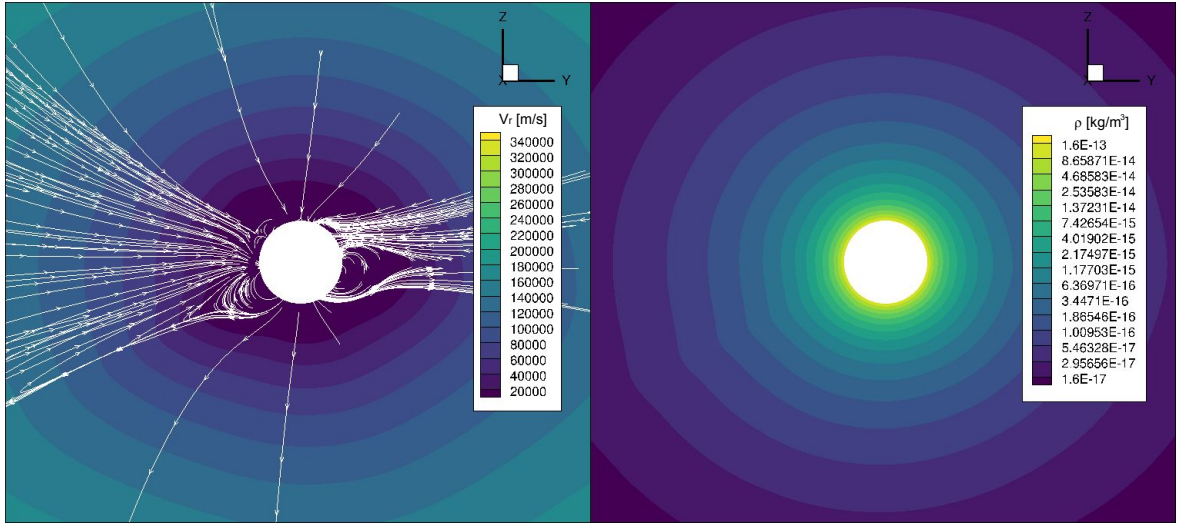 Z
X
Y
Vr [m/s]
340000
320000
300000
280000
260000
240000
220000
200000
180000
160000
140000
120000
100000
80000
60000
40000
20000
Z
X
Y
ρ [kg/m³]
1.6E-13
8.65871E-14
4.68583E-14
2.53583E-14
1.37231E-14
7.42654E-15
4.01902E-15
2.17497E-15
1.17703E-15
6.36971E-16
3.4471E-16
1.86546E-16
1.00953E-16
5.46328E-17
2.95656E-17
1.6E-17